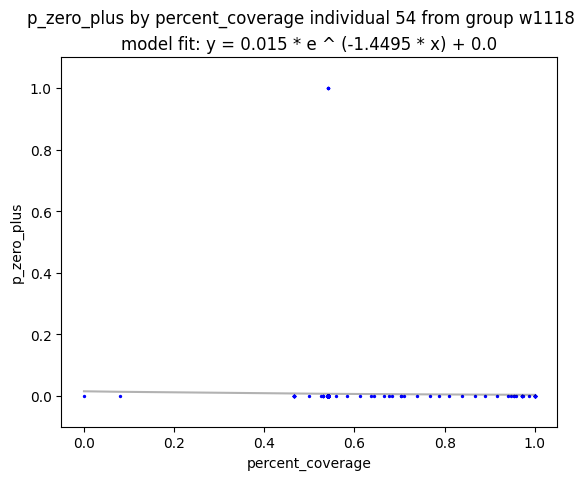 p_zero_plus by percent_coverage individual 54 from group w1118
model fit: y = 0.015 * e ^ (-1.4495 * x) + 0.0
1.0
0.8
0.6
0.4
0.2
0.0
p_zero_plus
0.0 0.2 0.4 0.6 0.8 1.0
percent_coverage